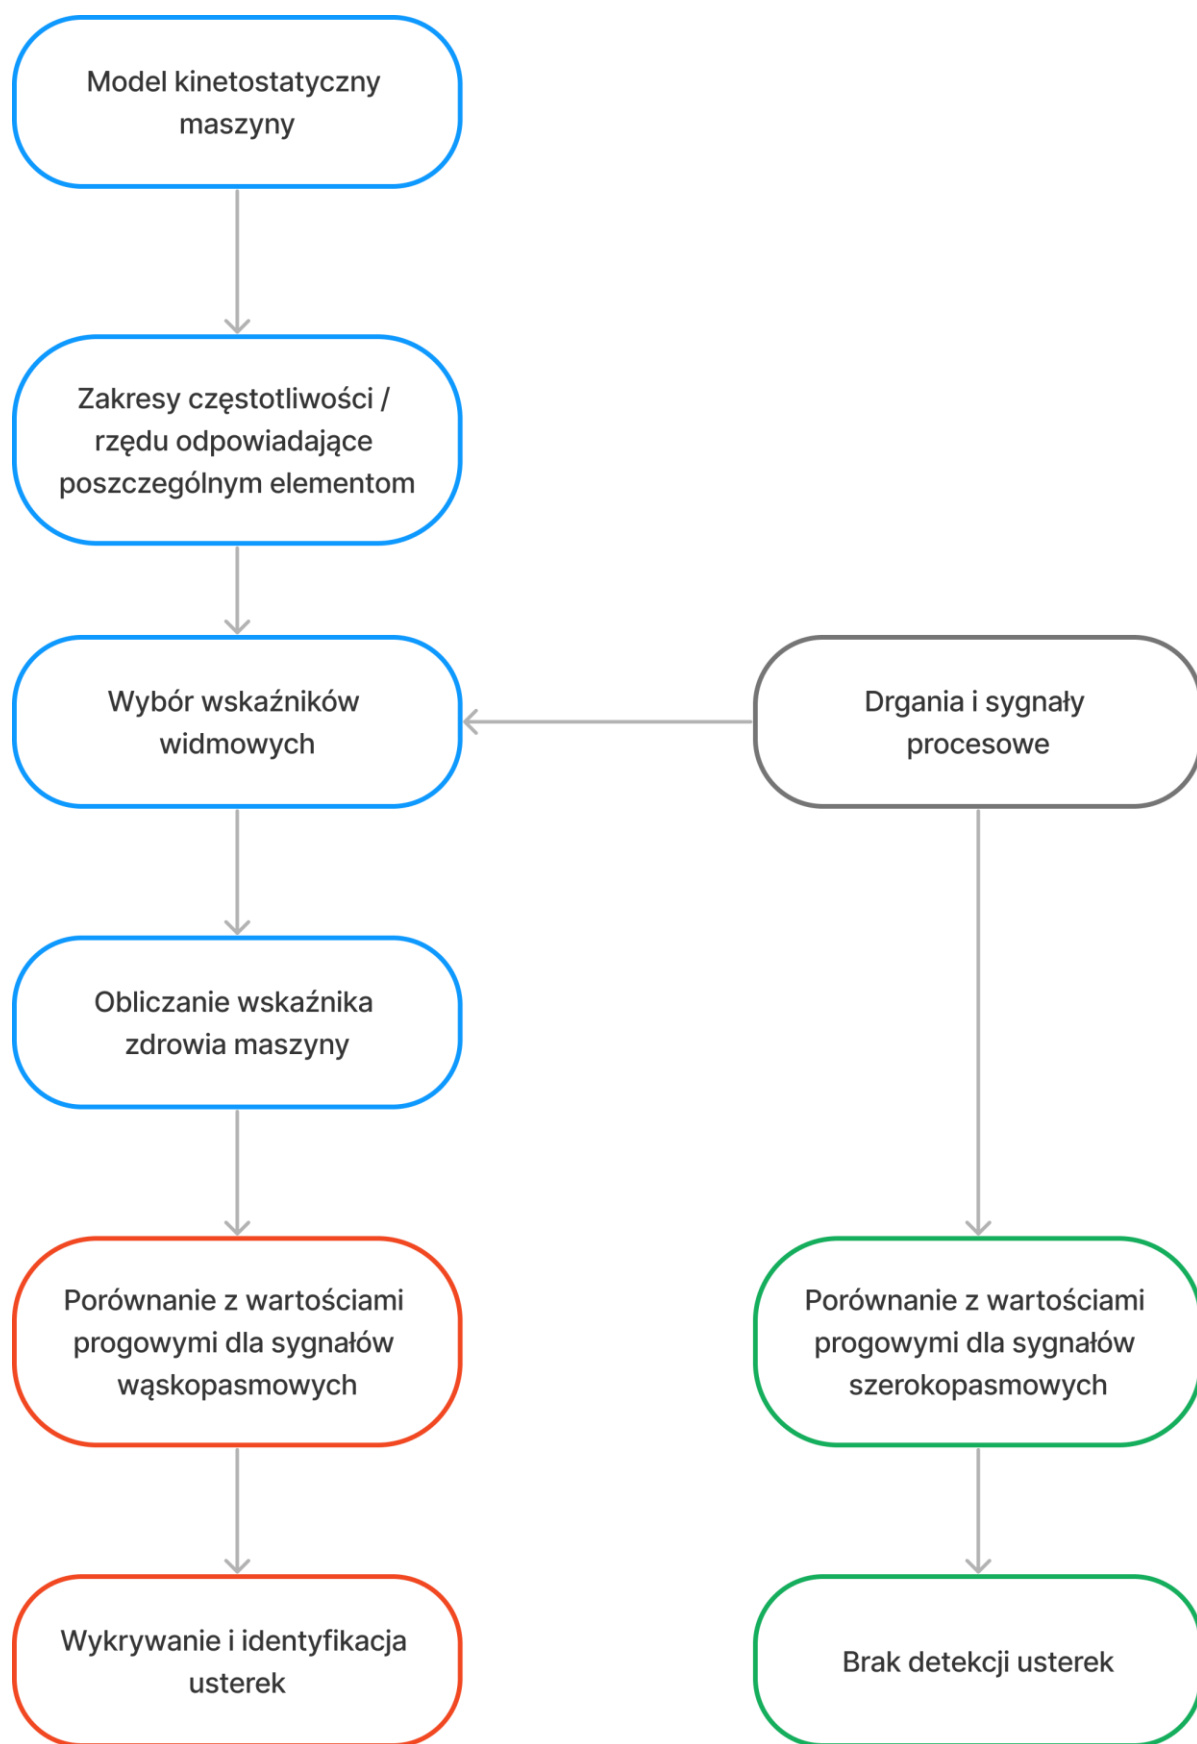 Model kinetostatyczny
maszyny
Zakresy częstotliwości /
rzędu odpowiadające
poszczególnym elementom
Wybór wskaźników
widmowych
Drgania i sygnały
procesowe
Obliczanie wskaźnika
zdrowia maszyny
Porównanie z wartościami
progowymi dla sygnałów
wąskopasmowych
Porównanie z wartościami
progowymi dla sygnałów
szerokopasmowych
Wykrywanie i identyfikacja
usterek
Brak detekcji usterek